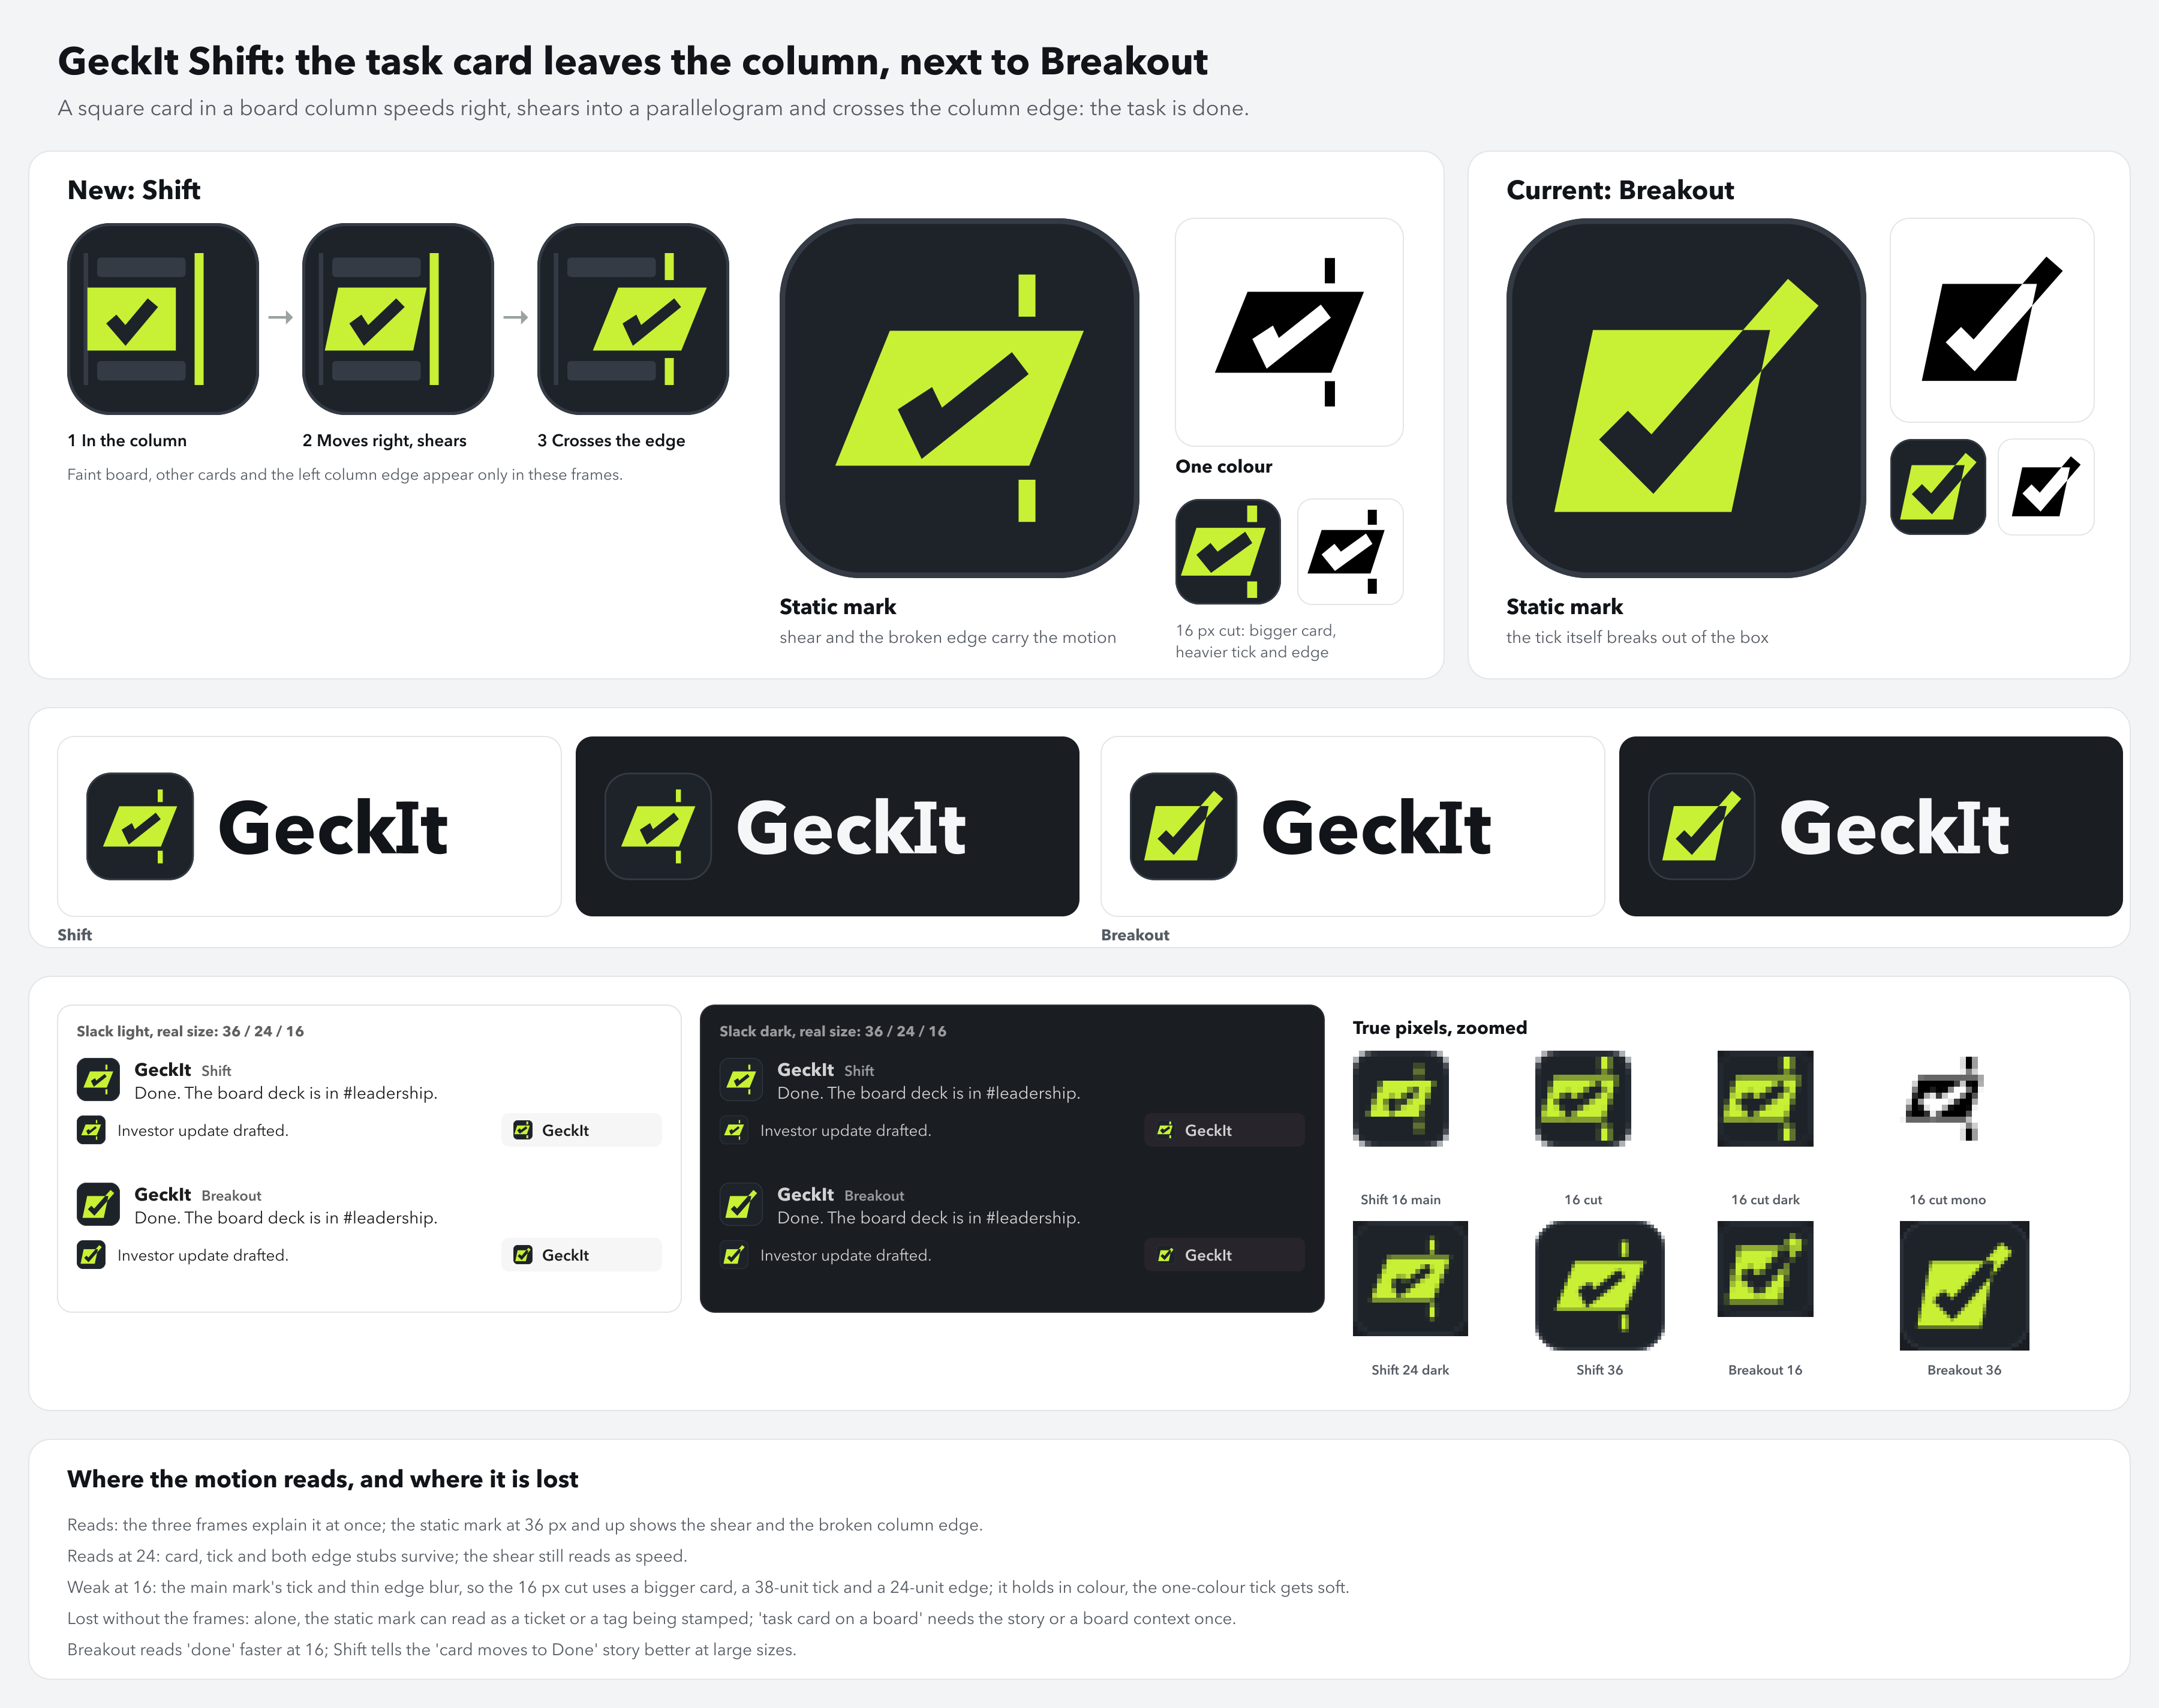 GeckIt Shift: the task card leaves the column, next to Breakout
A square card in a board column speeds right, shears into a parallelogram and crosses the column edge: the task is done.
New: Shift
1 In the column
2 Moves right, shears
3 Crosses the edge
Faint board, other cards and the left column edge appear only in these frames.
Static mark
shear and the broken edge carry the motion
One colour
16 px cut: bigger card,
heavier tick and edge
Current: Breakout
Static mark
the tick itself breaks out of the box
GeckIt
GeckIt
GeckIt
GeckIt
Shift
Breakout
Slack light, real size: 36 / 24 / 16
GeckIt Shift
Done. The board deck is in #leadership.
Investor update drafted.
GeckIt
GeckIt Breakout
Done. The board deck is in #leadership.
Investor update drafted.
GeckIt
Slack dark, real size: 36 / 24 / 16
GeckIt Shift
Done. The board deck is in #leadership.
Investor update drafted.
GeckIt
GeckIt Breakout
Done. The board deck is in #leadership.
Investor update drafted.
GeckIt
True pixels, zoomed
Shift 16 main
16 cut
16 cut dark
16 cut mono
Shift 24 dark
Shift 36
Breakout 16
Breakout 36
Where the motion reads, and where it is lost
Reads: the three frames explain it at once; the static mark at 36 px and up shows the shear and the broken column edge.
Reads at 24: card, tick and both edge stubs survive; the shear still reads as speed.
Weak at 16: the main mark's tick and thin edge blur, so the 16 px cut uses a bigger card, a 38-unit tick and a 24-unit edge; it holds in colour, the one-colour tick gets soft.
Lost without the frames: alone, the static mark can read as a ticket or a tag being stamped; 'task card on a board' needs the story or a board context once.
Breakout reads 'done' faster at 16; Shift tells the 'card moves to Done' story better at large sizes.